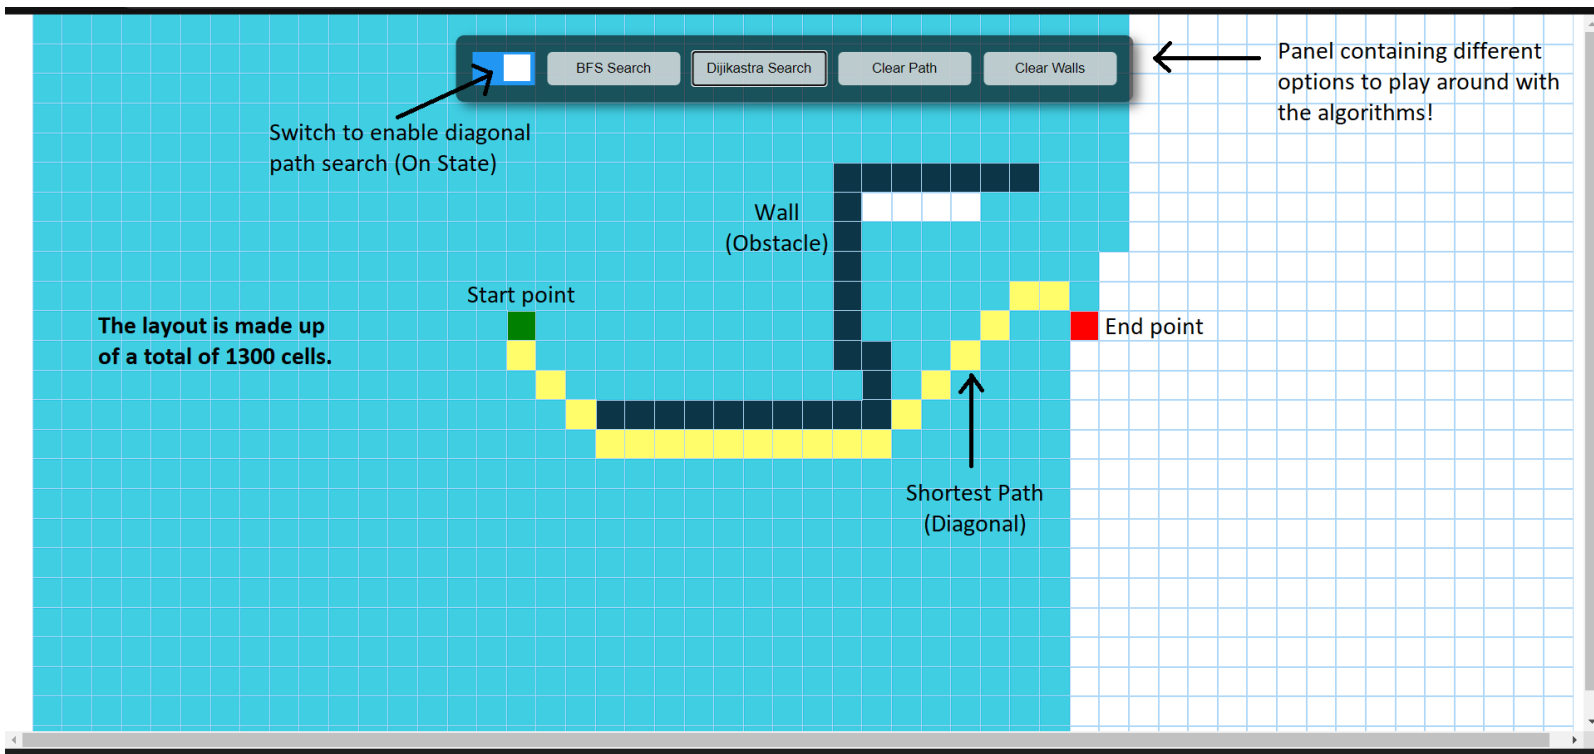 BFS Search
Dijikastra Search
Clear Path
Clear Walls
Panel containing different
options to play around with
the algorithms!
Switch to enable diagonal
path search (On State)
Wall
(Obstacle)
Start point
The layout is made up
of a total of 1300 cells.
End point
Shortest Path
(Diagonal)